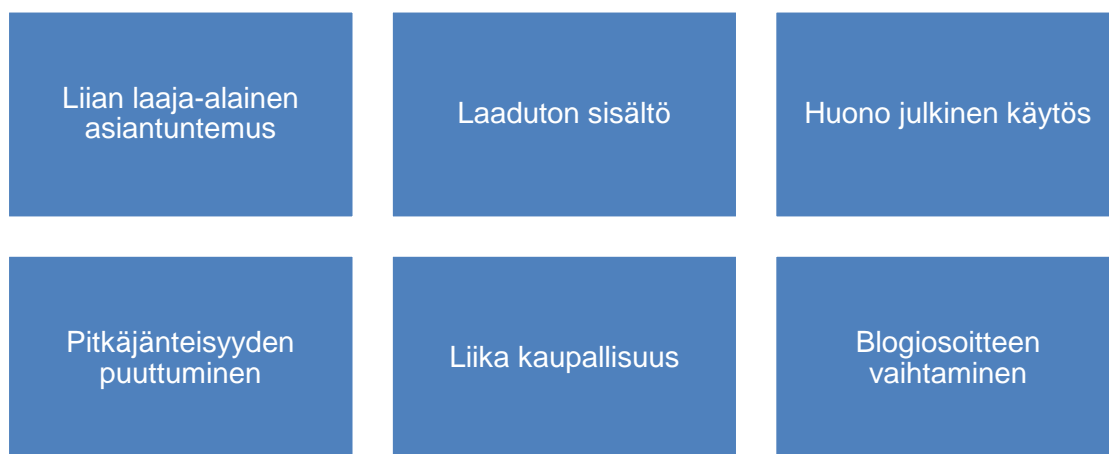 Liian laaja-alainen
asiantuntemus
Laaduton sisältö
Huono julkinen käytös
Pitkäjänteisyyden
puuttuminen
Liika kaupallisuus
Blogiosoitteen
vaihtaminen